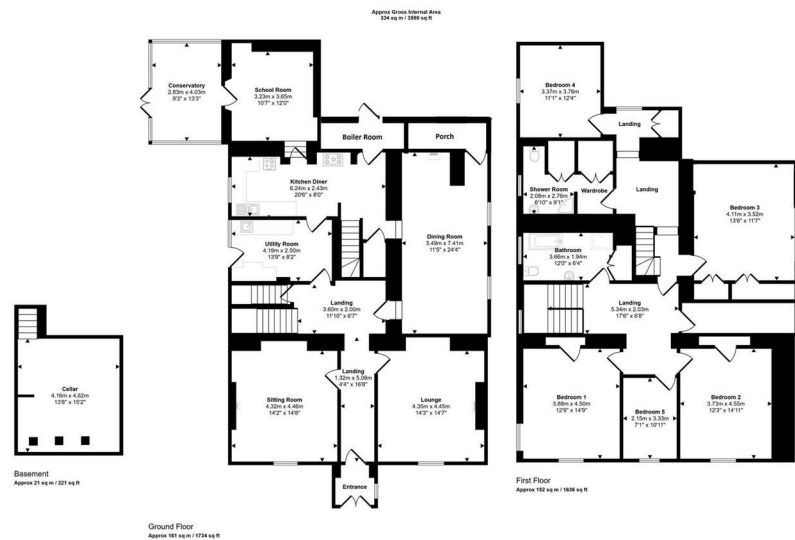 Approx Gross Internal Area
334 sq m / 3590 sq ft
Conservatory
2.83m x 4.03m
9'3" x 13'3"
School Room
3.23m x 3.65m
10'7" x 12'0"
Boiler Room
Porch
Kitchen Diner
6.24m x 2.43m
20'6" x 8'0"
Utility Room
4.19m x 2.50m
13'9" x 8'2"
Dining Room
3.49m x 7.41m
11'5" x 24'4"
Landing
3.60m x 2.00m
11'10" x 6'7"
Landing
1.32m x 5.08m
4'4" x 16'8"
Sitting Room
4.32m x 4.46m
14'2" x 14'8"
Lounge
4.35m x 4.45m
14'3" x 14'7"
Entrance
Cellar
4.16m x 4.62m
13'8" x 15'2"
Basement
Approx 21 sq m / 221 sq ft
Ground Floor
Approx 161 sq m / 1734 sq ft
Bedroom 4
3.37m x 3.76m
11'1" x 12'4"
Landing
Shower Room
2.08m x 2.76m
6'10" x 9'1"
Wardrobe
Landing
Bedroom 3
4.11m x 3.52m
13'6" x 11'7"
Bathroom
3.66m x 1.94m
12'0" x 6'4"
Landing
5.34m x 2.03m
17'6" x 6'8"
Bedroom 1
3.88m x 4.50m
12'9" x 14'9"
Bedroom 5
2.15m x 3.33m
7'1" x 10'11"
Bedroom 2
3.73m x 4.55m
12'3" x 14'11"
First Floor
Approx 152 sq m / 1636 sq ft